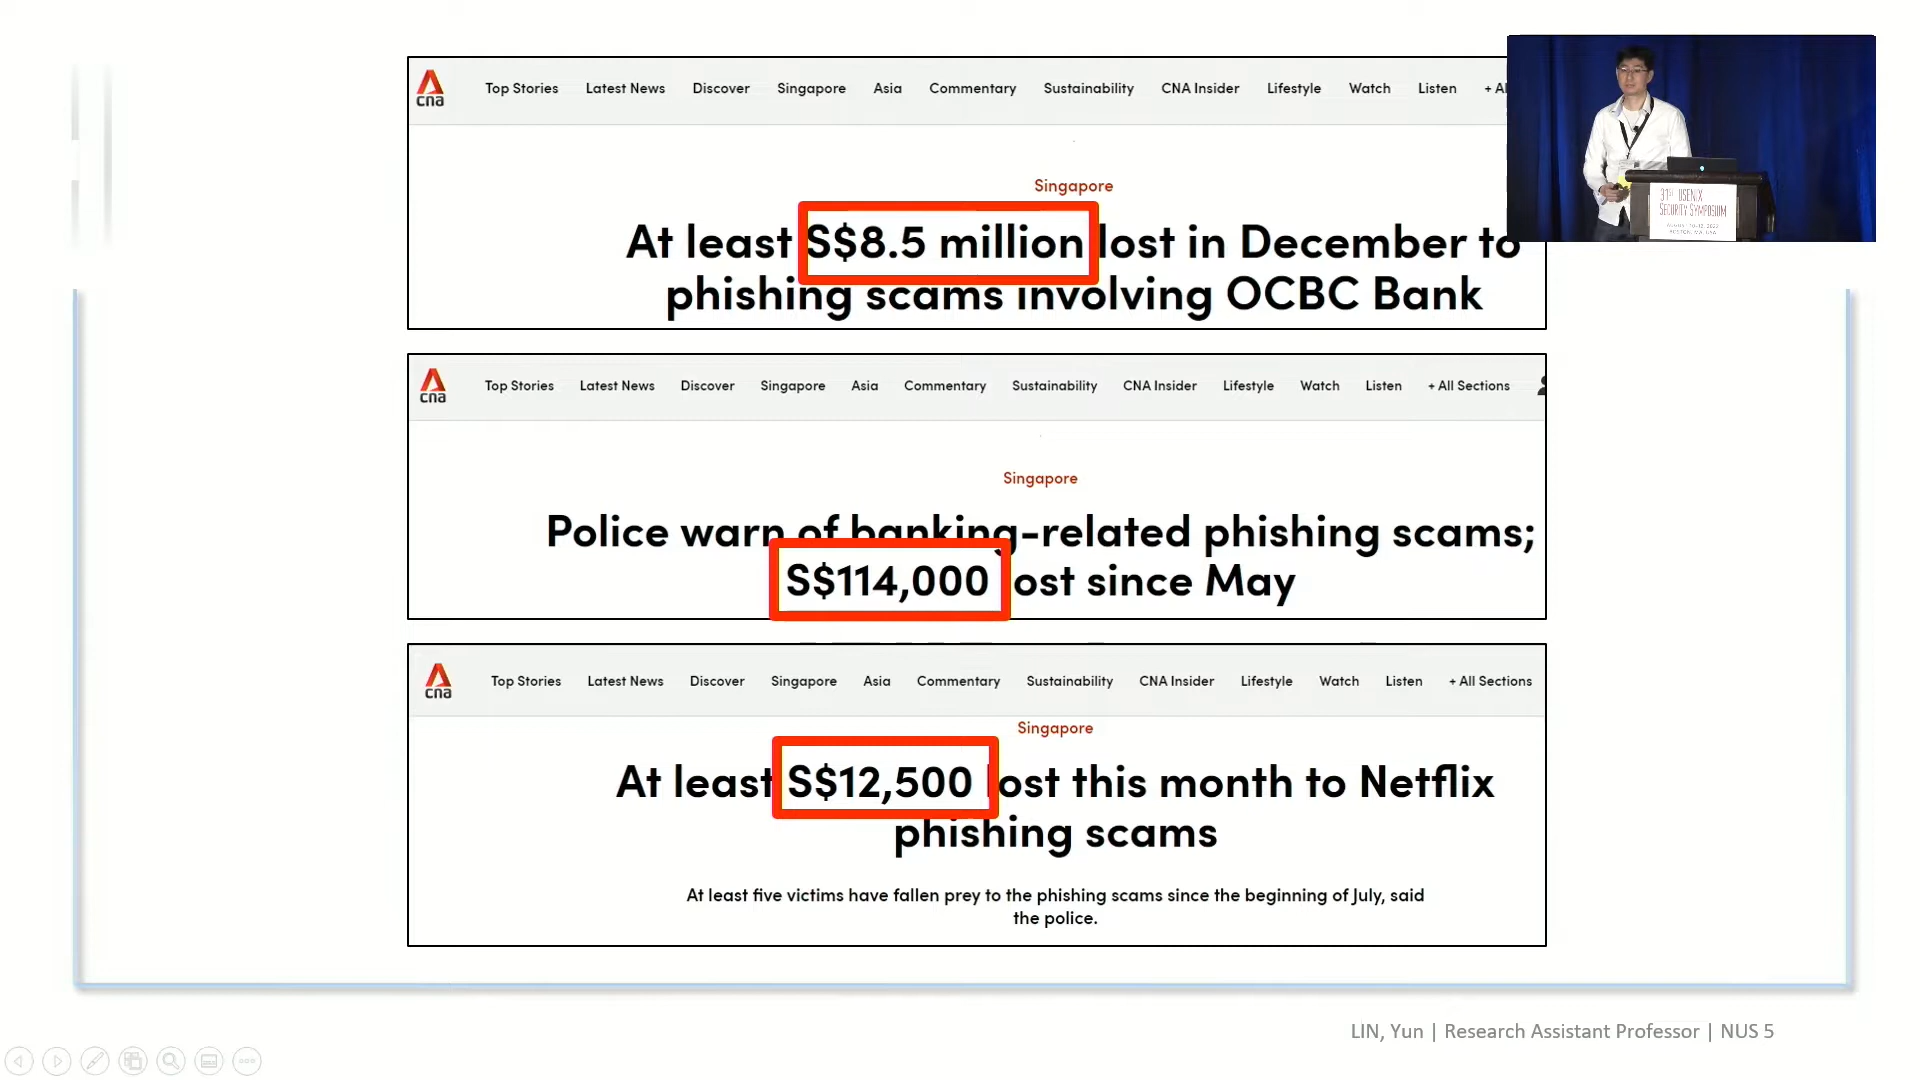 cna Top Stories Latest News Discover Singapore Asia Commentary Sustainability CNA Insider Lifestyle Watch Listen + Al
Singapore
At least S$8.5 million lost in December to
phishing scams involving OCBC Bank
31ST USENIX
SECURITY SYMPOSIUM
cna Top Stories Latest News Discover Singapore Asia Commentary Sustainability CNA Insider Lifestyle Watch Listen + All Sections
Singapore
Police warn of banking-related phishing scams;
S$114,000 lost since May
cna Top Stories Latest News Discover Singapore Asia Commentary Sustainability CNA Insider Lifestyle Watch Listen + All Sections
Singapore
At least S$12,500 lost this month to Netflix
phishing scams
At least five victims have fallen prey to the phishing scams since the beginning of July, said
the police.
LIN, Yun | Research Assistant Professor | NUS 5